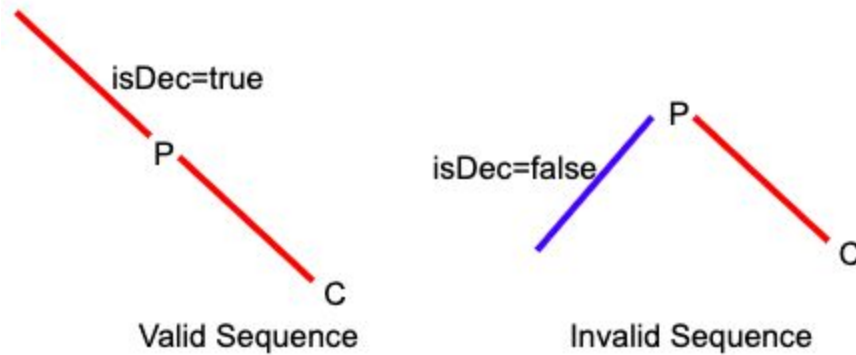 isDec=true
P
C
Valid Sequence
P
isDec=false
C
Invalid Sequence